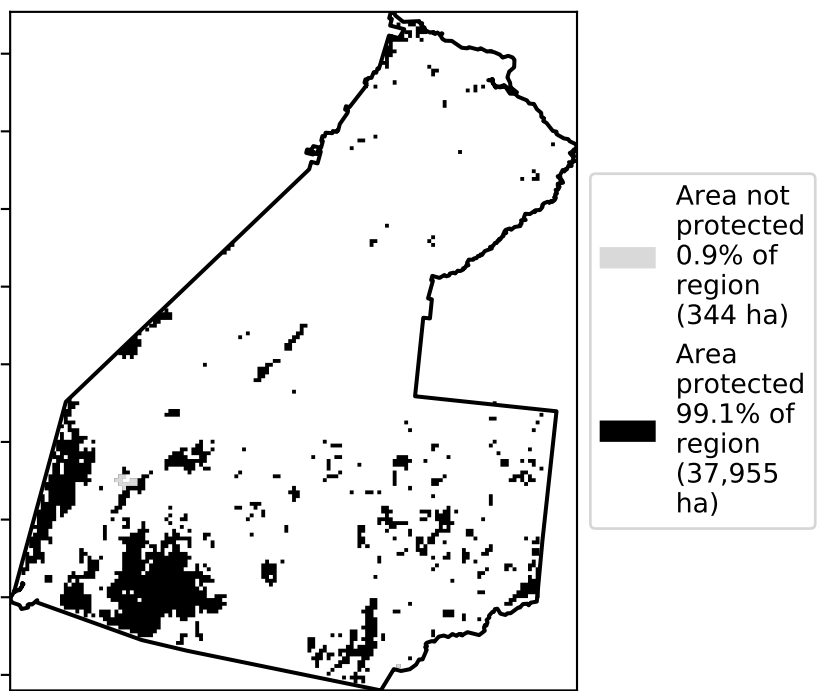 Area not
protected
0.9% of
region
(344 ha)
Area
protected
99.1% of
region
(37,955
ha)